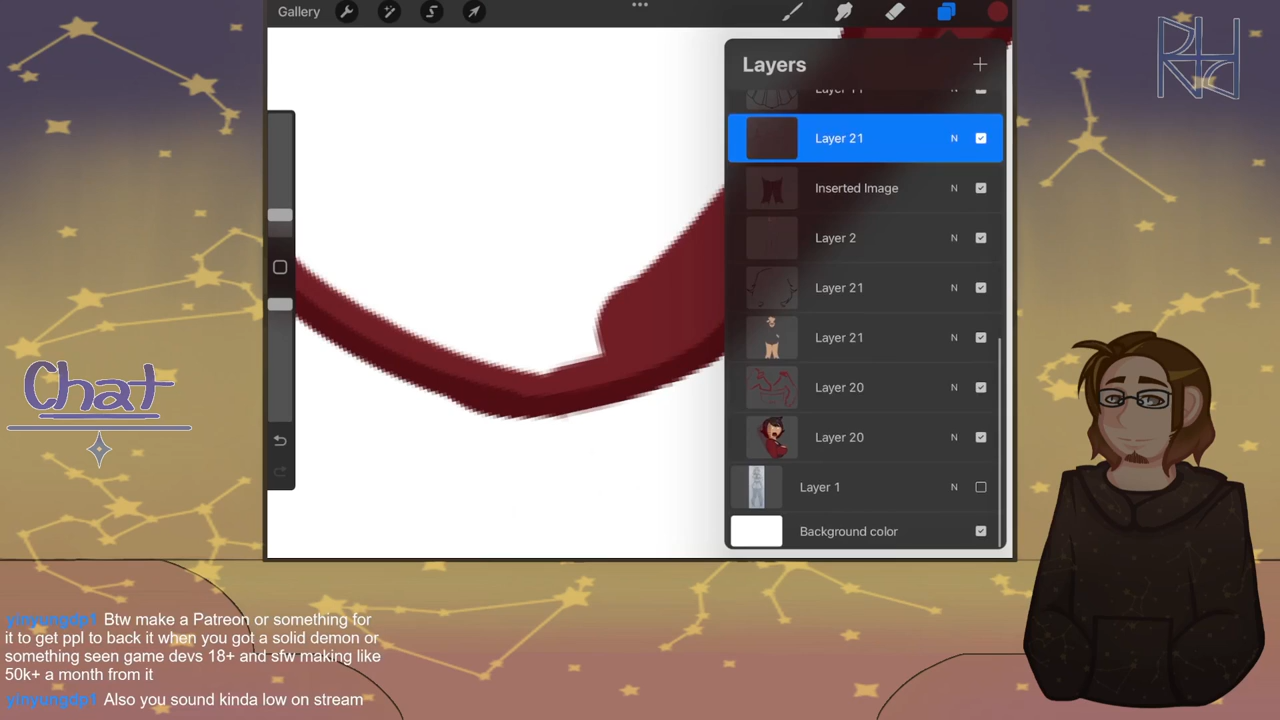 Gallery
Layers
Layer 21
N
Inserted Image
N
Layer 2
N
Layer 21
N
Layer 21
N
Layer 20
N
Layer 20
N
Layer 1
N
Background color
Chat
yinyungdp1 Btw make a Patreon or something for
it to get ppl to back it when you got a solid demon or
something seen game devs 18+ and sfw making like
50k+ a month from it
yinyungdp1 Also you sound kinda low on stream